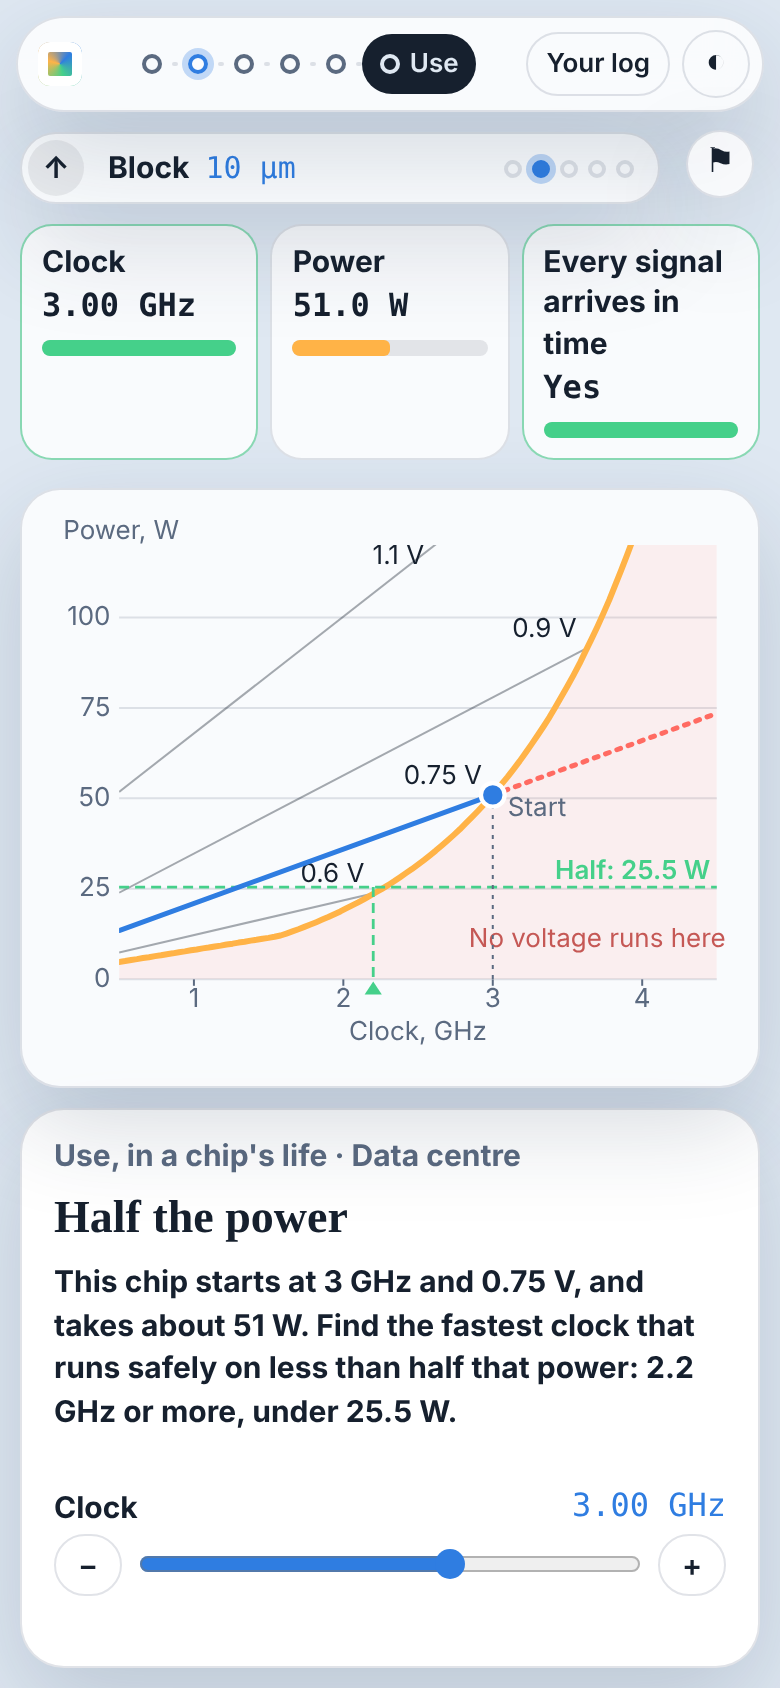 Use
Your log
Block 10 μm
Clock
3.00 GHz
Power
51.0 W
Every signal
arrives in
time
Yes
Power, W
1.1 V
100
0.9 V
75
0.75 V
50
Start
0.6 V
Half: 25.5 W
25
No voltage runs here
0
1
2
3
4
Clock, GHz
Use, in a chip's life · Data centre
Half the power
This chip starts at 3 GHz and 0.75 V, and
takes about 51 W. Find the fastest clock that
runs safely on less than half that power: 2.2
GHz or more, under 25.5 W.
Clock
3.00 GHz
−
+